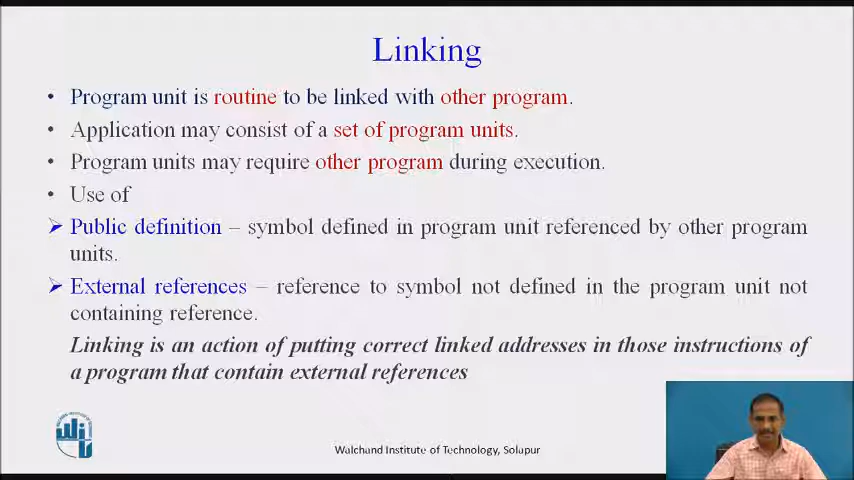 Linking
• Program unit is routine to be linked with other program.
• Application may consist of a set of program units.
• Program units may require other program during execution.
• Use of
➢ Public definition – symbol defined in program unit referenced by other program
units.
➢ External references – reference to symbol not defined in the program unit not
containing reference.
Linking is an action of putting correct linked addresses in those instructions of
a program that contain external references
Walchand Institute of Technology, Solapur